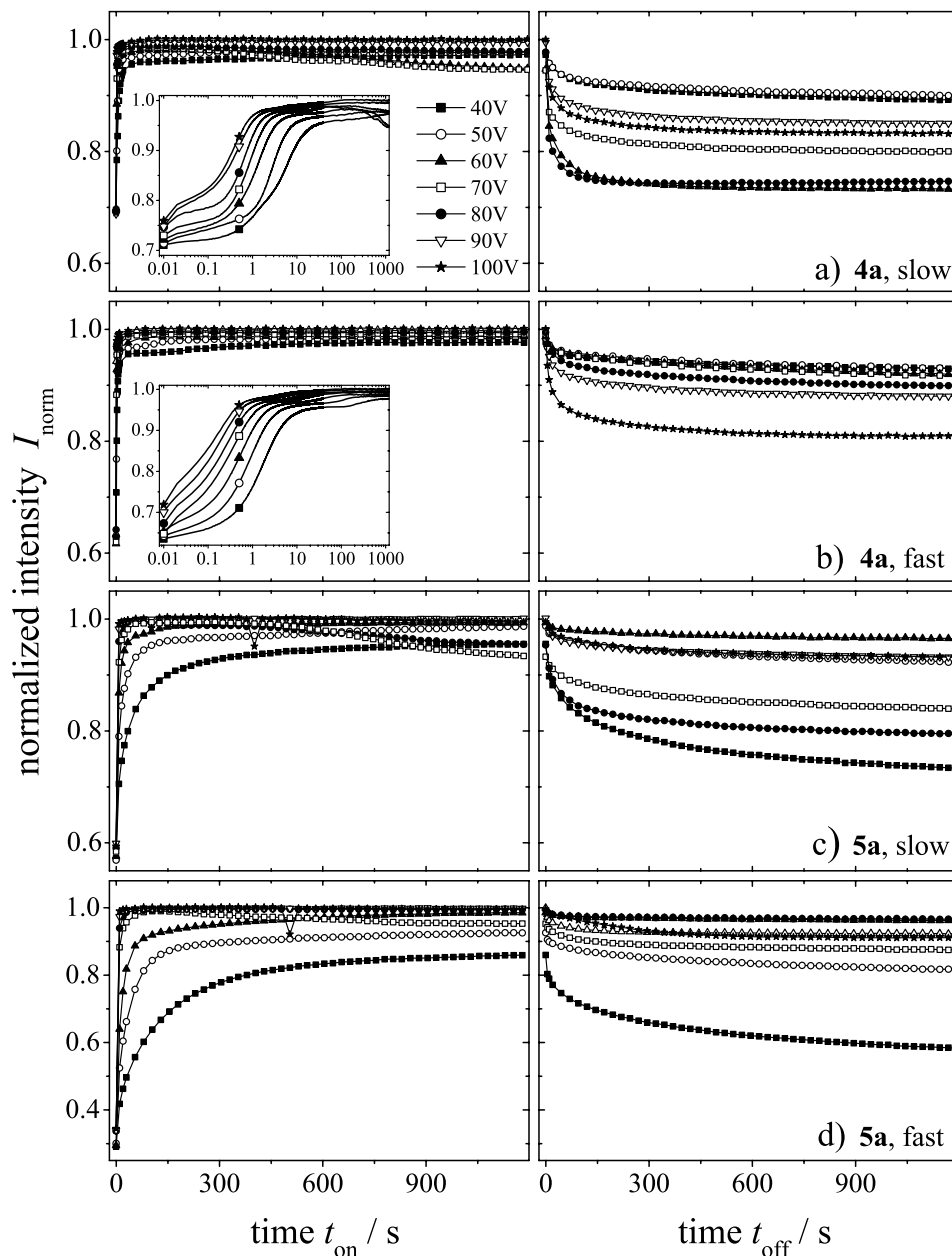 1.0
0.8
0.6
1.0
0.9
0.8
0.7
0.01 0.1 1 10 100 1000
40V
50V
60V
70V
80V
90V
100V
a) 4a, slow
1.0
0.8
0.6
1.0
0.9
0.8
0.7
0.01 0.1 1 10 100 1000
b) 4a, fast
normalized intensity I norm
1.0
0.8
0.6
c) 5a, slow
1.0
0.8
0.6
0.4
d) 5a, fast
0 300 600 900
0 300 600 900
time t on / s
time t off / s